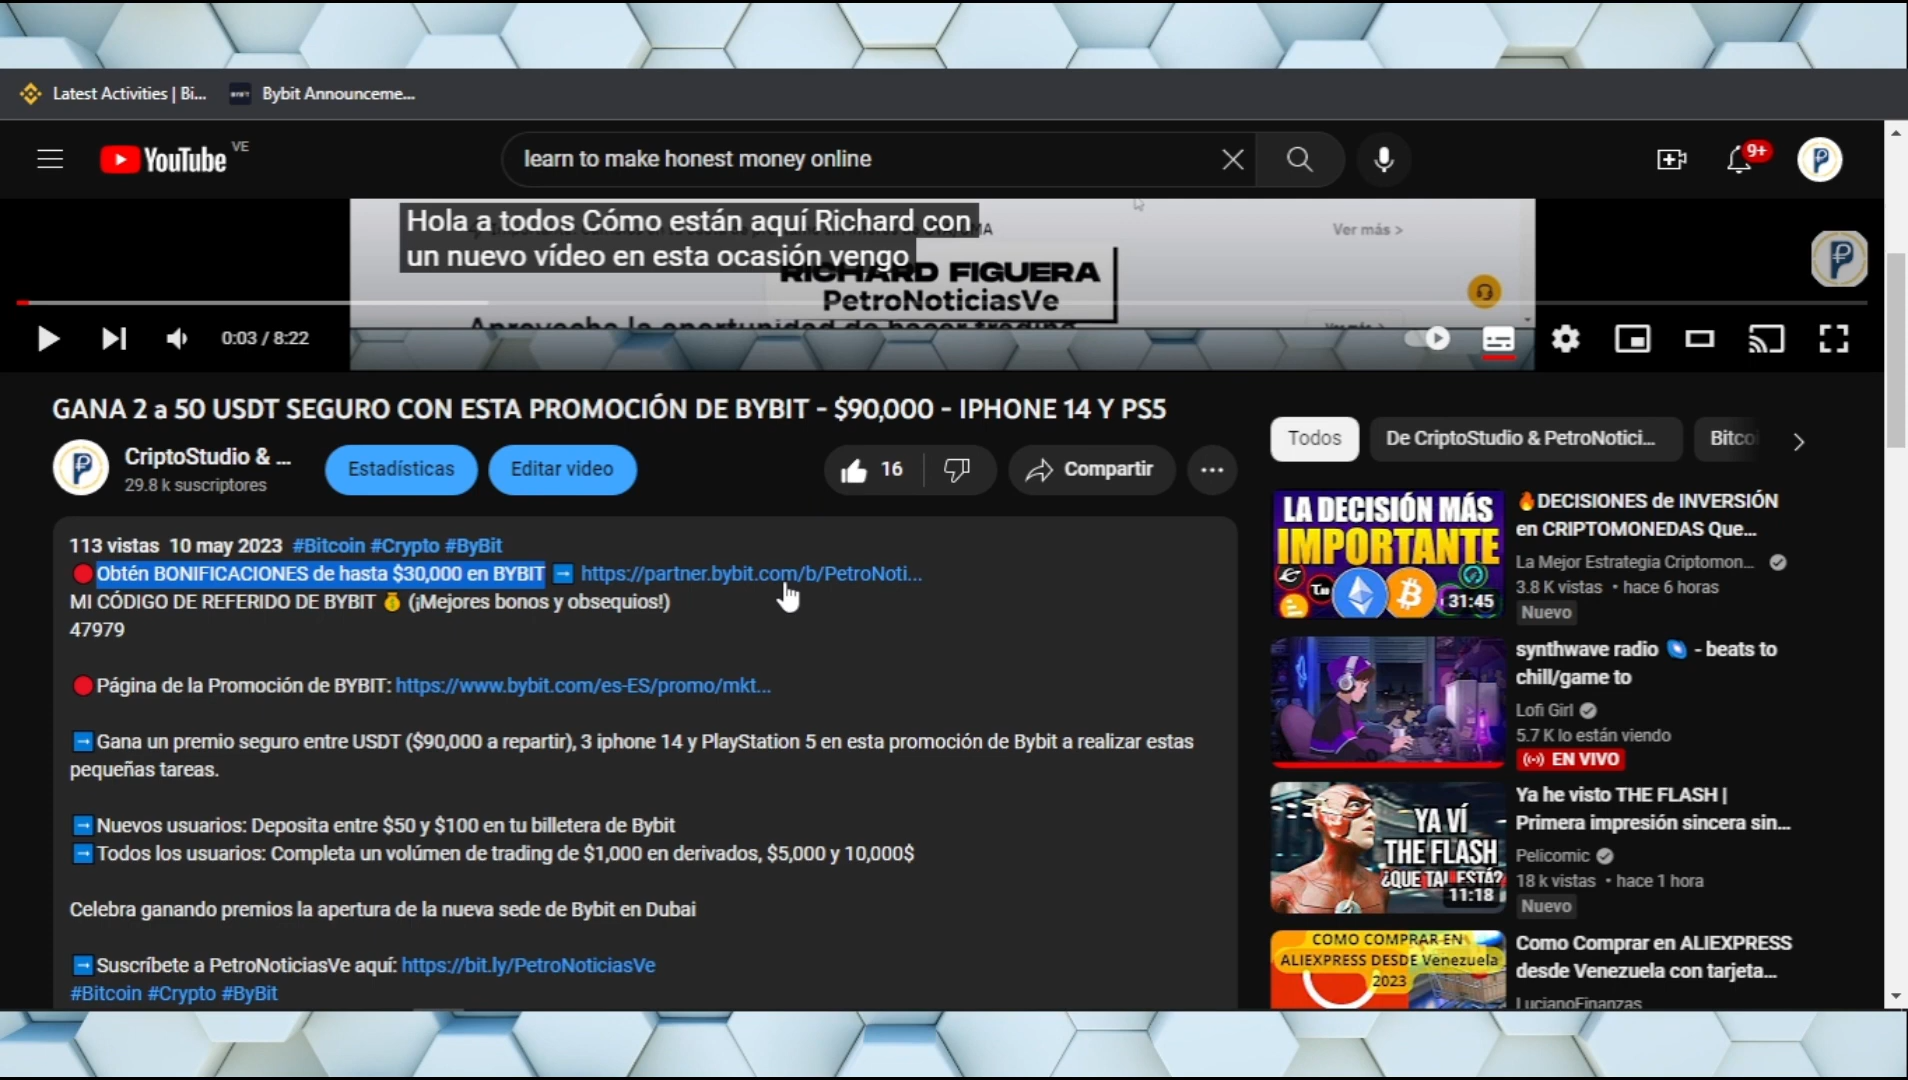 Latest Activities | Bi...
Bybit Announceme...
YouTube VE
learn to make honest money online
9+
Hola a todos Cómo están aquí Richard con
un nuevo vídeo en esta ocasión vengo
Ver más >
RICHARD FIGUERA
PetroNoticiasVe
0:03 / 8:22
GANA 2 a 50 USDT SEGURO CON ESTA PROMOCIÓN DE BYBIT - $90,000 - IPHONE 14 Y PS5
CriptoStudio & ...
29.8 k suscriptores
Estadísticas
Editar video
16
Compartir
113 vistas 10 may 2023 #Bitcoin #Crypto #ByBit
Obtén BONIFICACIONES de hasta $30,000 en BYBIT ➡ https://partner.bybit.com/b/PetroNoti...
MI CÓDIGO DE REFERIDO DE BYBIT 💰 (¡Mejores bonos y obsequios!)
47979
Página de la Promoción de BYBIT: https://www.bybit.com/es-ES/promo/mkt...
➡Gana un premio seguro entre USDT ($90,000 a repartir), 3 iphone 14 y PlayStation 5 en esta promoción de Bybit a realizar estas
pequeñas tareas.
➡Nuevos usuarios: Deposita entre $50 y $100 en tu billetera de Bybit
➡Todos los usuarios: Completa un volúmen de trading de $1,000 en derivados, $5,000 y 10,000$
Celebra ganando premios la apertura de la nueva sede de Bybit en Dubai
➡Suscríbete a PetroNoticiasVe aquí: https://bit.ly/PetroNoticiasVe
#Bitcoin #Crypto #ByBit
Todos
De CriptoStudio & PetroNotici...
Bitco
LA DECISIÓN MÁS
IMPORTANTE
31:45
🔥DECISIONES de INVERSIÓN
en CRIPTOMONEDAS Que...
La Mejor Estrategia Criptomon...
3.8 K vistas • hace 6 horas
Nuevo
synthwave radio 🌌 - beats to
chill/game to
Lofi Girl
5.7 K lo están viendo
EN VIVO
YA VÍ
THE FLASH
¿QUE TAL ESTÁ?
11:18
Ya he visto THE FLASH |
Primera impresión sincera sin...
Pelicomic
18 k vistas • hace 1 hora
Nuevo
COMO COMPRAR EN
ALIEXPRESS DESDE Venezuela
2023
Como Comprar en ALIEXPRESS
desde Venezuela con tarjeta...
LucianoFinanzas